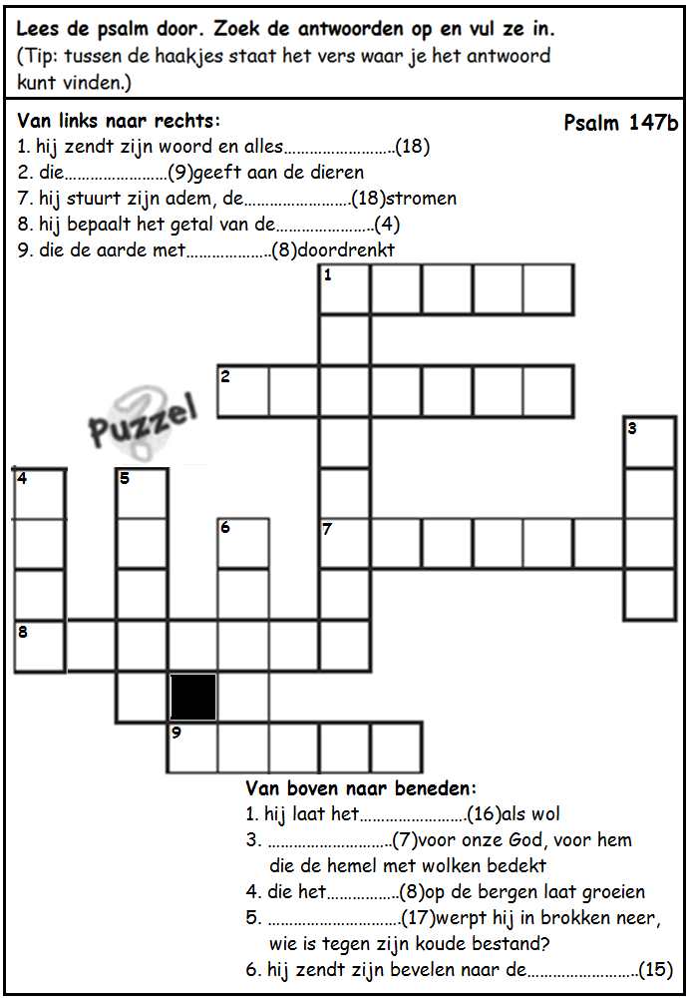 Lees de psalm door. Zoek de antwoorden op en vul ze in.
(Tip: tussen de haakjes staat het vers waar je het antwoord
kunt vinden.)
Van links naar rechts:
Psalm 147b
1. hij zendt zijn woord en alles……………………..(18)
2. die……………………(9)geeft aan de dieren
7. hij stuurt zijn adem, de…………………….(18)stromen
8. hij bepaalt het getal van de…………………..(4)
9. die de aarde met………………..(8)doordrenkt
1
2
Puzzel
3
4 5
6 7
8
9
Van boven naar beneden:
1. hij laat het…………………….(16)als wol
3. ………………………..(7)voor onze God, voor hem
die de hemel met wolken bedekt
4. die het……………..(8)op de bergen laat groeien
5. ………………………….(17)werpt hij in brokken neer,
wie is tegen zijn koude bestand?
6. hij zendt zijn bevelen naar de……………………..(15)